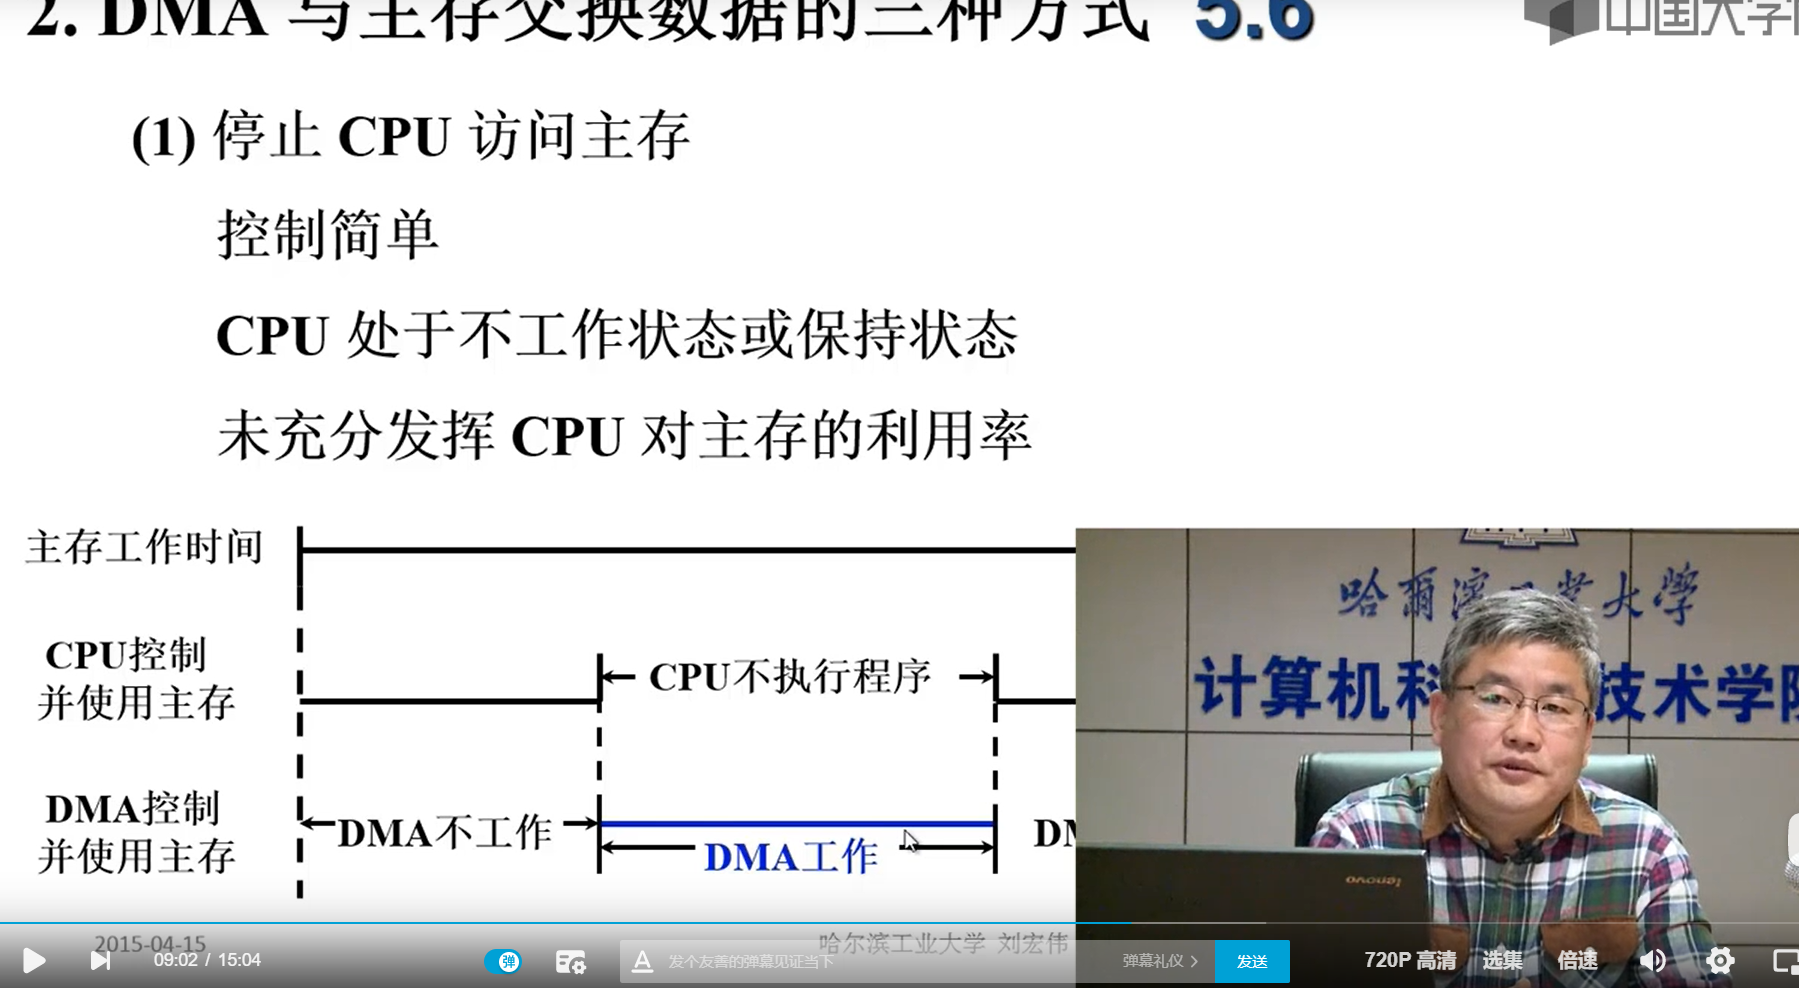 2. DMA 与主存交换数据的三种方式 5.6
中国大学
(1) 停止 CPU 访问主存
控制简单
CPU 处于不工作状态或保持状态
未充分发挥 CPU 对主存的利用率
主存工作时间
CPU控制
并使用主存
CPU不执行程序
DMA控制
并使用主存
DMA不工作
DMA工作
哈尔滨工业大学
计算机科 技术学院
lenovo
2015-04-15
哈尔滨工业大学 刘宏伟
09:02 / 15:04
弹
A
发个友善的弹幕见证当下
弹幕礼仪
发送
720P 高清
选集
倍速